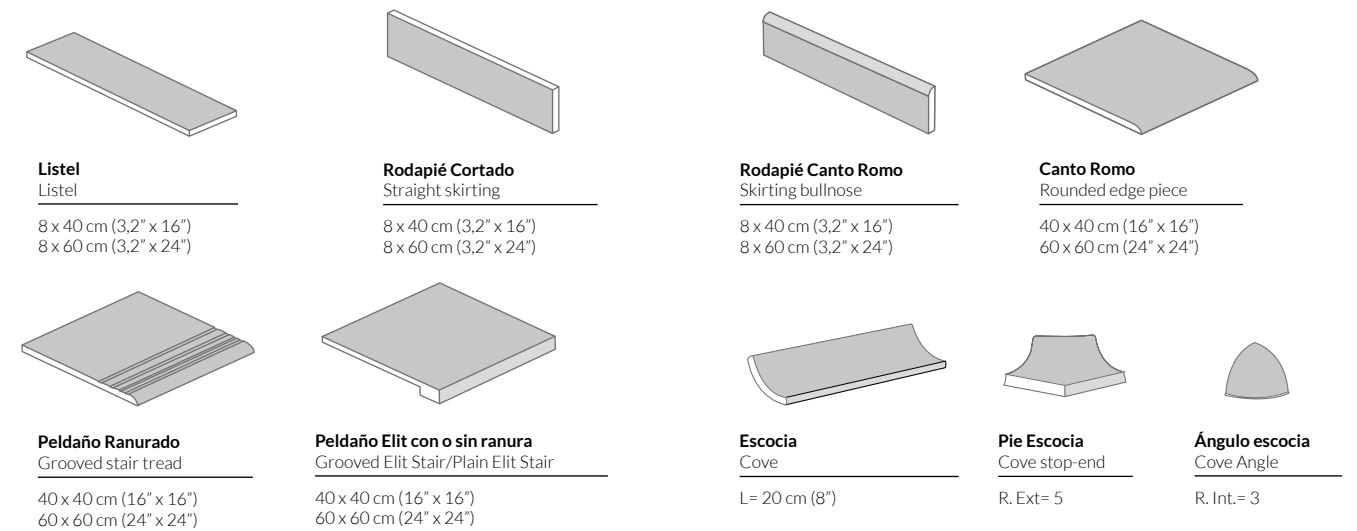 Listel
Listel
8 x 40 cm (3,2” x 16”)
8 x 60 cm (3,2” x 24”)
Rodapié Cortado
Straight skirting
8 x 40 cm (3,2” x 16”)
8 x 60 cm (3,2” x 24”)
Rodapié Canto Romo
Skirting bullnose
8 x 40 cm (3,2” x 16”)
8 x 60 cm (3,2” x 24”)
Canto Romo
Rounded edge piece
40 x 40 cm (16” x 16”)
60 x 60 cm (24” x 24”)
Peldaño Ranurado
Grooved stair tread
40 x 40 cm (16” x 16”)
60 x 60 cm (24” x 24”)
Peldaño Elit con o sin ranura
Grooved Elit Stair/Plain Elit Stair
40 x 40 cm (16” x 16”)
60 x 60 cm (24” x 24”)
Escocia
Cove
L= 20 cm (8”)
Pie Escocia
Cove stop-end
R. Ext= 5
Ángulo escocia
Cove Angle
R. Int.= 3